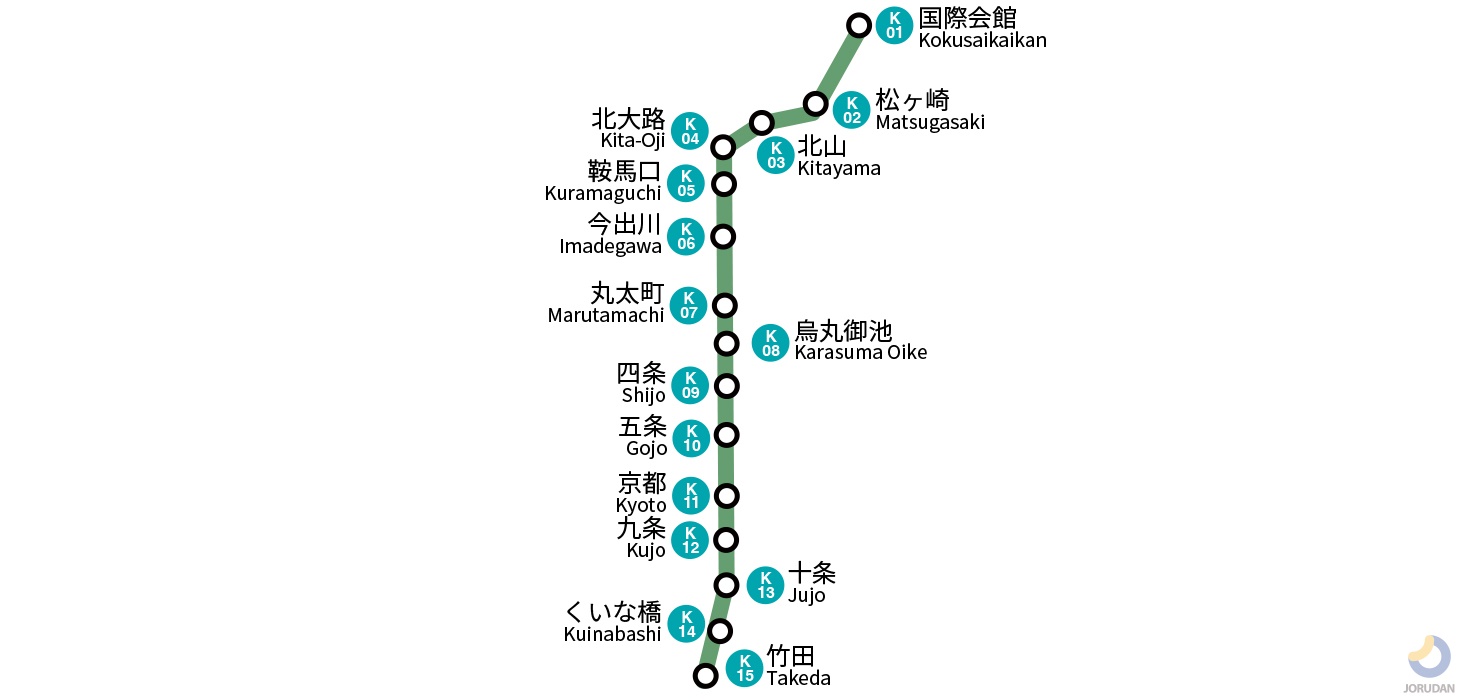 K
01
国際会館
Kokusaikaikan
K
02
松ヶ崎
Matsugasaki
K
03
北山
Kitayama
北大路
Kita-Oji
K
04
鞍馬口
Kuramaguchi
K
05
今出川
Imadegawa
K
06
丸太町
Marutamachi
K
07
K
08
烏丸御池
Karasuma Oike
四条
Shijo
K
09
五条
Gojo
K
10
京都
Kyoto
K
11
九条
Kujo
K
12
K
13
十条
Jujo
くいな橋
Kuinabashi
K
14
K
15
竹田
Takeda
JORUDAN